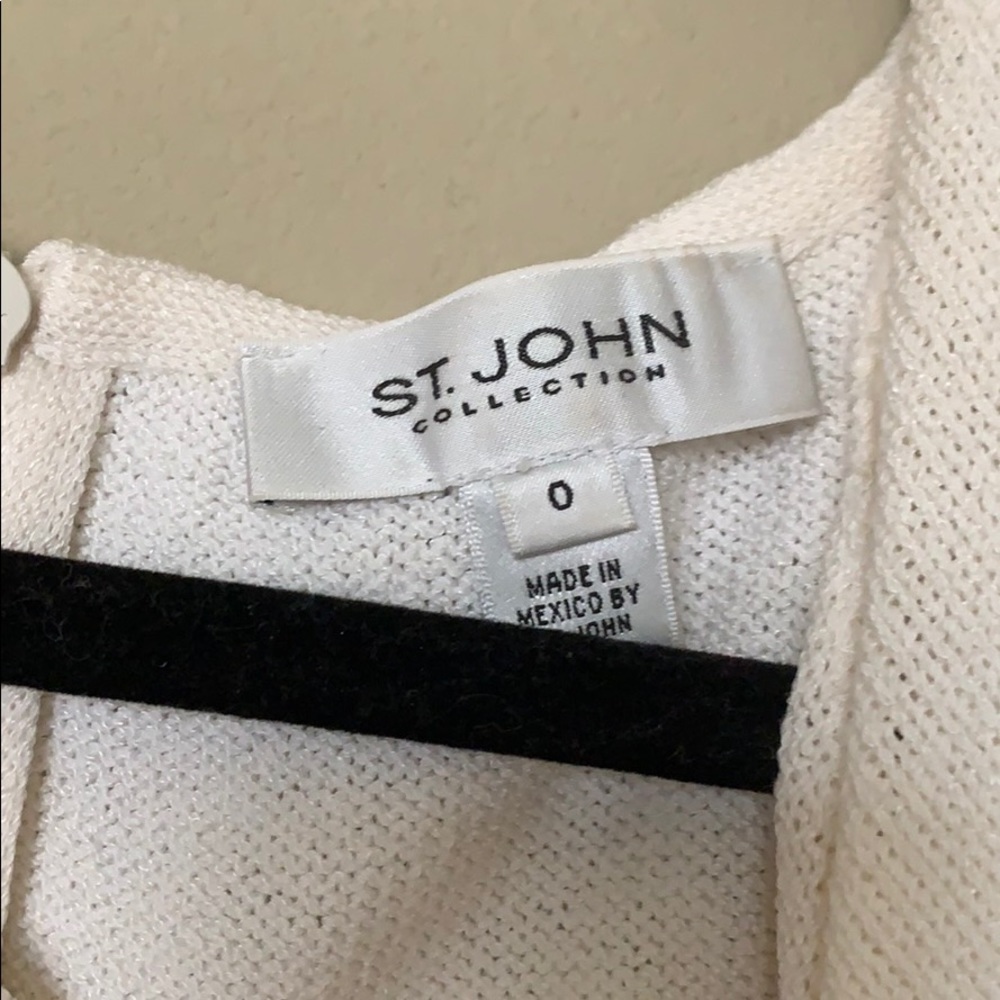 ST. JOHN
COLLECTION
0
MADE IN
MEXICO BY
JOHN